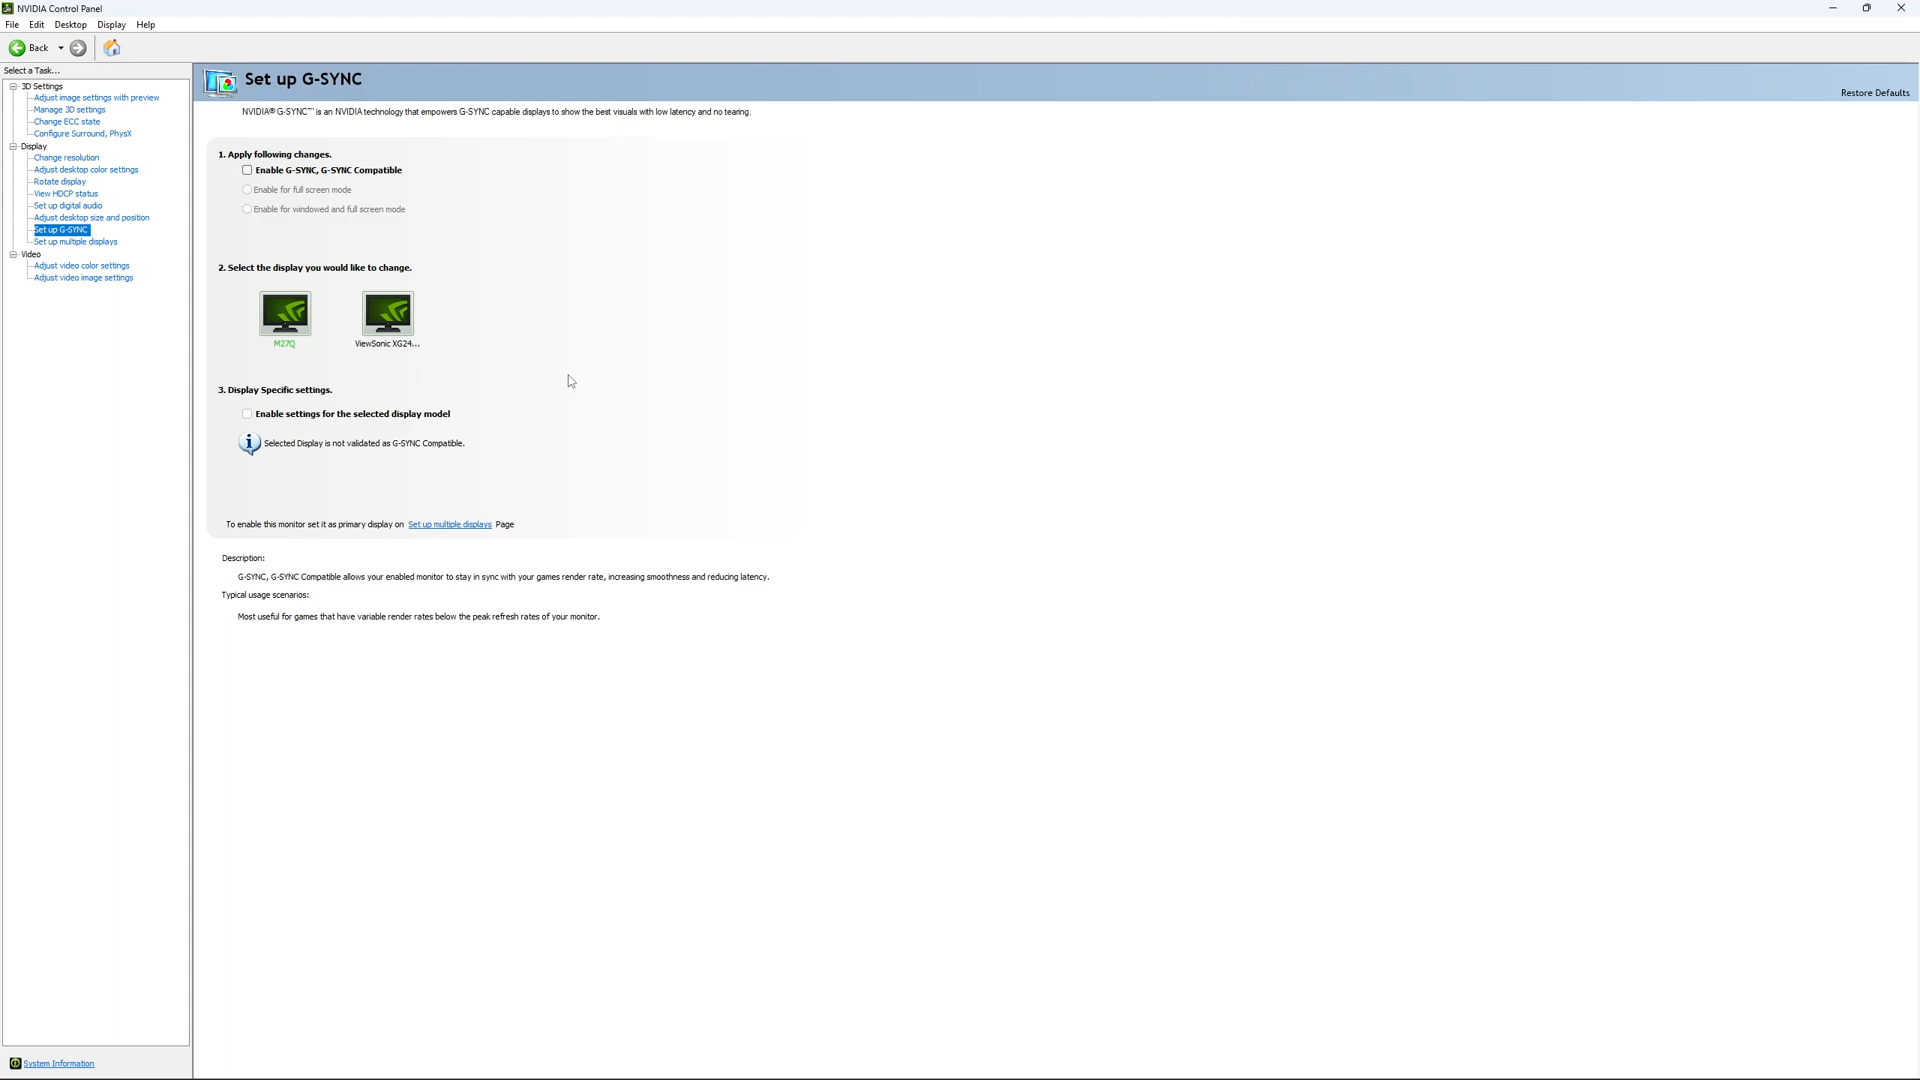 NVIDIA Control Panel
File Edit Desktop Display Help
Back
Select a Task...
3D Settings
Adjust image settings with preview
Manage 3D settings
Change ECC state
Configure Surround, PhysX
Display
Change resolution
Adjust desktop color settings
Rotate display
View HDCP status
Set up digital audio
Adjust desktop size and position
Set up G-SYNC
Set up multiple displays
Video
Adjust video color settings
Adjust video image settings
System Information
Set up G-SYNC
Restore Defaults
NVIDIA® G-SYNC™ is an NVIDIA technology that empowers G-SYNC capable displays to show the best visuals with low latency and no tearing.
1. Apply following changes.
Enable G-SYNC, G-SYNC Compatible
Enable for full screen mode
Enable for windowed and full screen mode
2. Select the display you would like to change.
M27Q ViewSonic XG24...
3. Display Specific settings.
Enable settings for the selected display model
Selected Display is not validated as G-SYNC Compatible.
To enable this monitor set it as primary display on Set up multiple displays Page
Description:
G-SYNC, G-SYNC Compatible allows your enabled monitor to stay in sync with your games render rate, increasing smoothness and reducing latency.
Typical usage scenarios:
Most useful for games that have variable render rates below the peak refresh rates of your monitor.